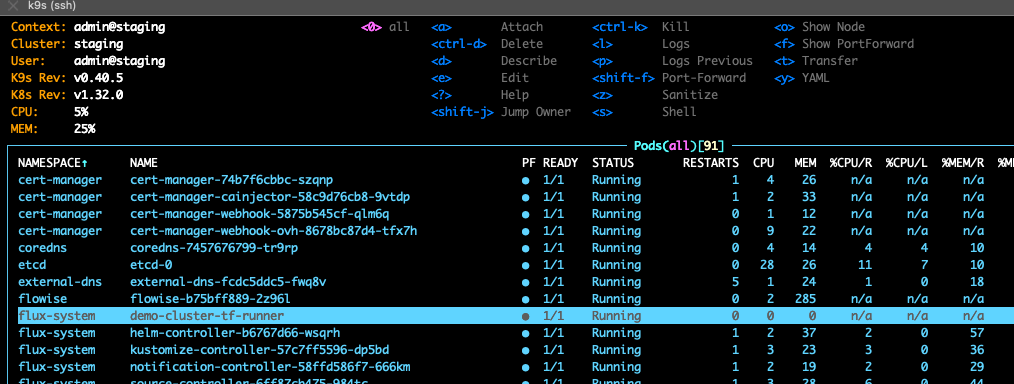 k9s (ssh)
Context: admin@staging <0> all <a> Attach <ctrl-k> Kill <o> Show Node
Cluster: staging <ctrl-d> Delete <l> Logs <f> Show PortForward
User: admin@staging <d> Describe <p> Logs Previous <t> Transfer
K9s Rev: v0.40.5 <e> Edit <shift-f> Port-Forward <y> YAML
K8s Rev: v1.32.0 <?> Help <z> Sanitize
CPU: 5% <shift-j> Jump Owner <s> Shell
MEM: 25%
Pods(all)[91]
NAMESPACE↑ NAME PF READY STATUS RESTARTS CPU MEM %CPU/R %CPU/L %MEM/R %M
cert-manager cert-manager-74b7f6cbbc-szqnp ● 1/1 Running 1 4 26 n/a n/a n/a
cert-manager cert-manager-cainjector-58c9d76cb8-9vtdp ● 1/1 Running 1 2 33 n/a n/a n/a
cert-manager cert-manager-webhook-5875b545cf-qlm6q ● 1/1 Running 0 1 12 n/a n/a n/a
cert-manager cert-manager-webhook-ovh-8678bc87d4-tfx7h ● 1/1 Running 0 9 22 n/a n/a n/a
coredns coredns-7457676799-tr9rp ● 1/1 Running 0 4 14 4 4 10
etcd etcd-0 ● 1/1 Running 0 28 26 11 7 10
external-dns external-dns-fcdc5ddc5-fwq8v ● 1/1 Running 5 1 24 1 0 18
flowise flowise-b75bff889-2z96l ● 1/1 Running 0 2 285 n/a n/a n/a
flux-system demo-cluster-tf-runner ● 1/1 Running 0 0 0 n/a n/a n/a
flux-system helm-controller-b6767d66-wsqrh ● 1/1 Running 1 2 37 2 0 57
flux-system kustomize-controller-57c7ff5596-dp5bd ● 1/1 Running 1 3 23 3 0 36
flux-system notification-controller-58ffd586f7-666km ● 1/1 Running 1 2 19 2 0 29
flux-system source-controller-6ff87cb475-984tc ● 1/1 Running 1 3 28 6 0 44